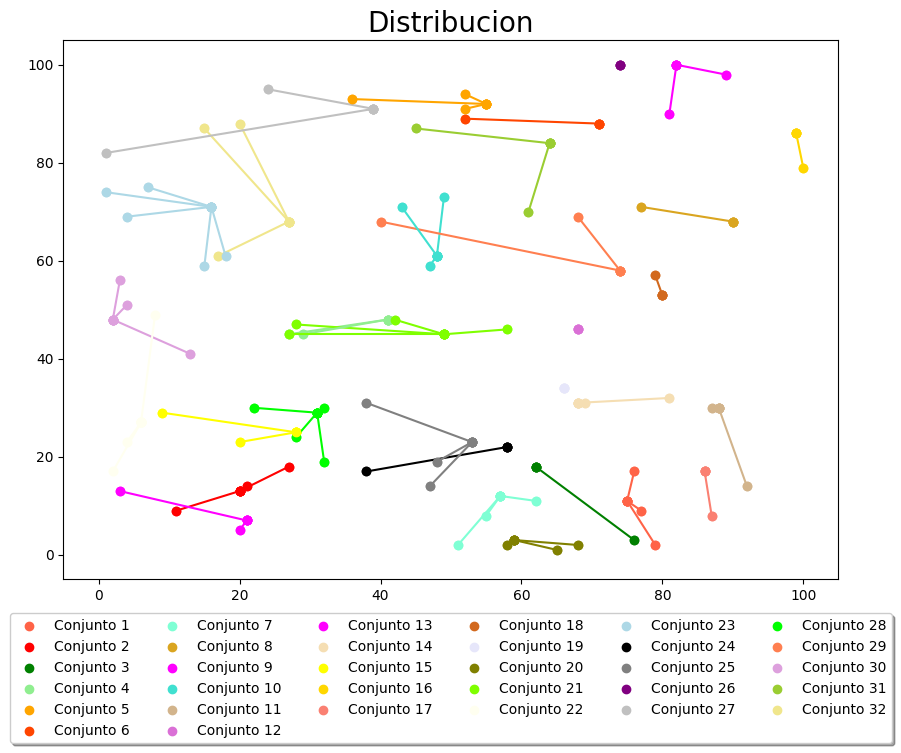 Distribucion
100
80
60
40
20
0
0 20 40 60 80 100
Conjunto 1 Conjunto 7 Conjunto 13 Conjunto 18 Conjunto 23 Conjunto 28
Conjunto 2 Conjunto 8 Conjunto 14 Conjunto 19 Conjunto 24 Conjunto 29
Conjunto 3 Conjunto 9 Conjunto 15 Conjunto 20 Conjunto 25 Conjunto 30
Conjunto 4 Conjunto 10 Conjunto 16 Conjunto 21 Conjunto 26 Conjunto 31
Conjunto 5 Conjunto 11 Conjunto 17 Conjunto 22 Conjunto 27 Conjunto 32
Conjunto 6 Conjunto 12